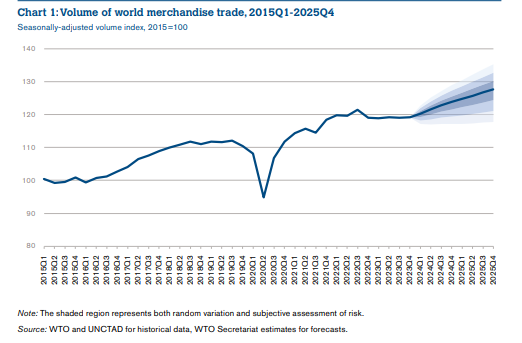 Chart 1: Volume of world merchandise trade, 2015Q1-2025Q4
Seasonally-adjusted volume index, 2015=100
140
130
120
110
100
90
80
2015Q1
2015Q2
2015Q3
2015Q4
2016Q1
2016Q2
2016Q3
2016Q4
2017Q1
2017Q2
2017Q3
2017Q4
2018Q1
2018Q2
2018Q3
2018Q4
2019Q1
2019Q2
2019Q3
2019Q4
2020Q1
2020Q2
2020Q3
2020Q4
2021Q1
2021Q2
2021Q3
2021Q4
2022Q1
2022Q2
2022Q3
2022Q4
2023Q1
2023Q2
2023Q3
2023Q4
2024Q1
2024Q2
2024Q3
2024Q4
2025Q1
2025Q2
2025Q3
2025Q4
Note: The shaded region represents both random variation and subjective assessment of risk.
Source: WTO and UNCTAD for historical data, WTO Secretariat estimates for forecasts.